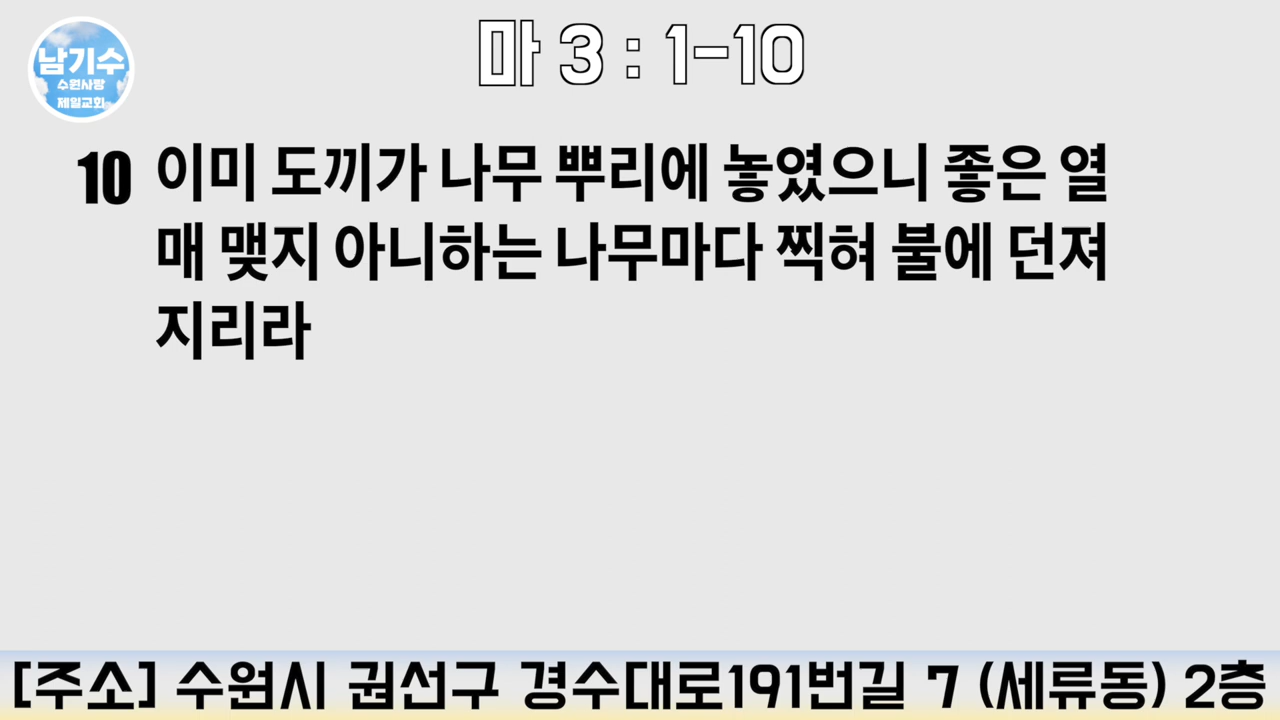 남기수
수원사랑
제일교회
마 3 : 1-10
10 이미 도끼가 나무 뿌리에 놓였으니 좋은 열
매 맺지 아니하는 나무마다 찍혀 불에 던져
지리라
[주소] 수원시 권선구 경수대로191번길 7 (세류동) 2층